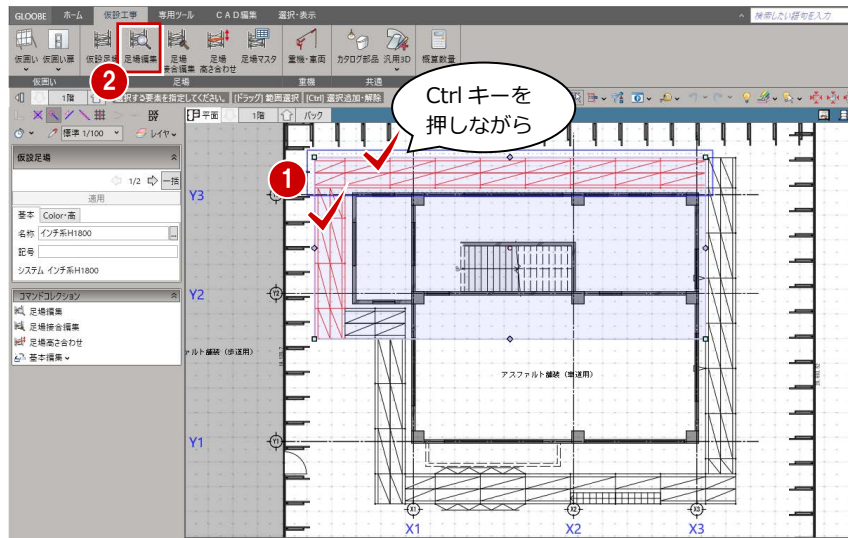 GLOOBE ホーム 仮設工事 専用ツール CAD編集 選択・表示
検索したい語句を入力
仮囲い 仮囲い扉 仮設足場 足場編集 足場接合編集 足場高さ合わせ 足場マスタ 重機・車両 カタログ部品 汎用3D 概算数量
仮囲い 足場 重機 共通
2
1階 選択する要素を指定してください。 [ドラッグ] 範囲選択 [Ctrl] 選択追加・解除
Ctrl キーを
押しながら
標準 1/100 レイヤ
平面 1階 バック
仮設足場
1/2 一括
適用
基本 Color・高
名称 インチ系H1800
記号
システム インチ系H1800
コマンドコレクション
足場編集
足場接合編集
足場高さ合わせ
基本編集
1
Y3
Y2 Y2
アスファルト舗装(車道用)
Y1 Y1
X1 X2 X3
X1 X2 X3